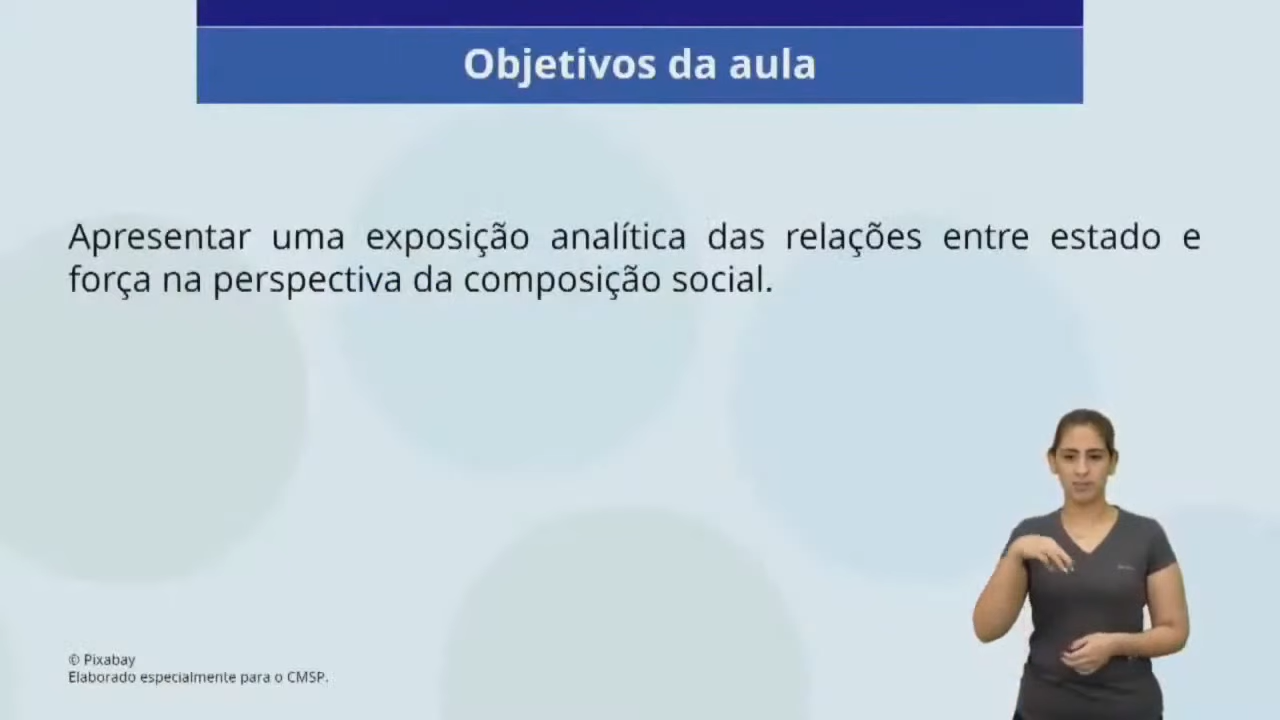 Objetivos da aula
Apresentar uma exposição analítica das relações entre estado e
força na perspectiva da composição social.
© Pixabay
Elaborado especialmente para o CMSP.